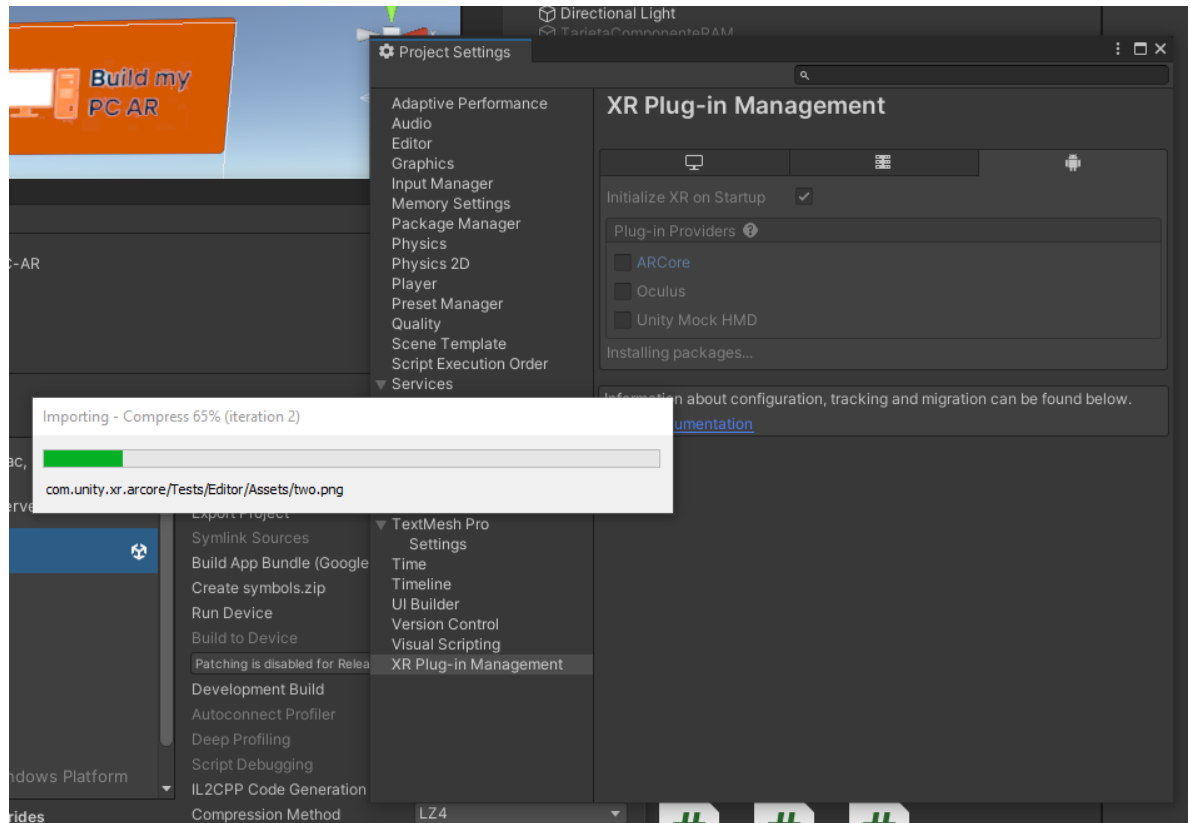 Directional Light
TarjetaComponenteRAM
Build my
PC AR
Project Settings
XR Plug-in Management
Adaptive Performance
Audio
Editor
Graphics
Input Manager
Memory Settings
Package Manager
Physics
Physics 2D
Player
Preset Manager
Quality
Scene Template
Script Execution Order
Services
TextMesh Pro
Settings
Time
Timeline
UI Builder
Version Control
Visual Scripting
XR Plug-in Management
Initialize XR on Startup
Plug-in Providers
ARCore
Oculus
Unity Mock HMD
Installing packages...
Information about configuration, tracking and migration can be found below.
umentation
-AR
Importing - Compress 65% (iteration 2)
com.unity.xr.arcore/Tests/Editor/Assets/two.png
ac,
erve
Export Project
Symlink Sources
Build App Bundle (Google
Create symbols.zip
Run Device
Build to Device
Patching is disabled for Relea
Development Build
Autoconnect Profiler
Deep Profiling
Script Debugging
IL2CPP Code Generation
Compression Method
LZ4
ndows Platform
rides